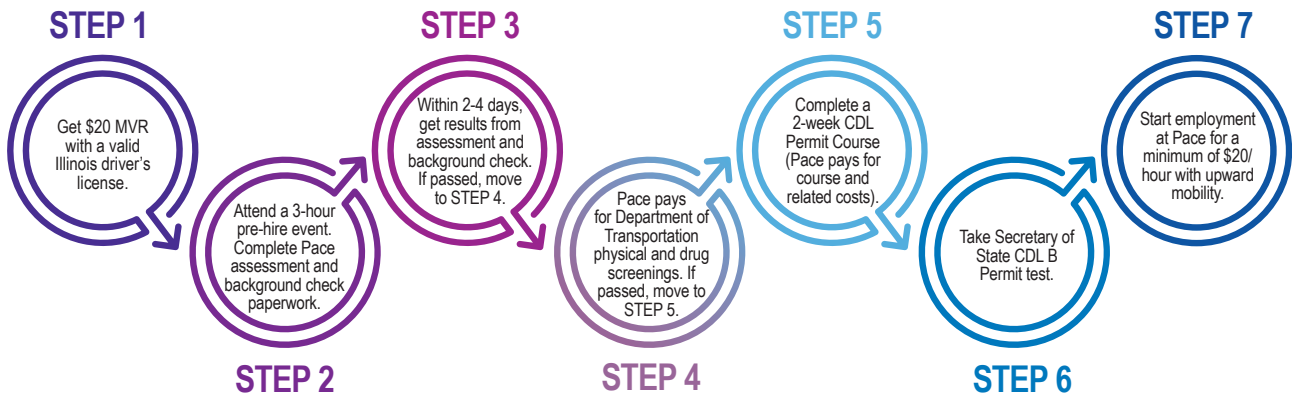 STEP 1
Get $20 MVR
with a valid
Illinois driver's
license.
STEP 2
Attend a 3-hour
pre-hire event.
Complete Pace
assessment and
background check
paperwork.
STEP 3
Within 2-4 days,
get results from
assessment and
background check.
If passed, move
to STEP 4.
STEP 4
Pace pays
for Department of
Transportation
physical and drug
screenings. If
passed, move to
STEP 5.
STEP 5
Complete a
2-week CDL
Permit Course
(Pace pays for
course and
related costs).
STEP 6
Take Secretary of
State CDL B
Permit test.
STEP 7
Start employment
at Pace for a
minimum of $20/
hour with upward
mobility.